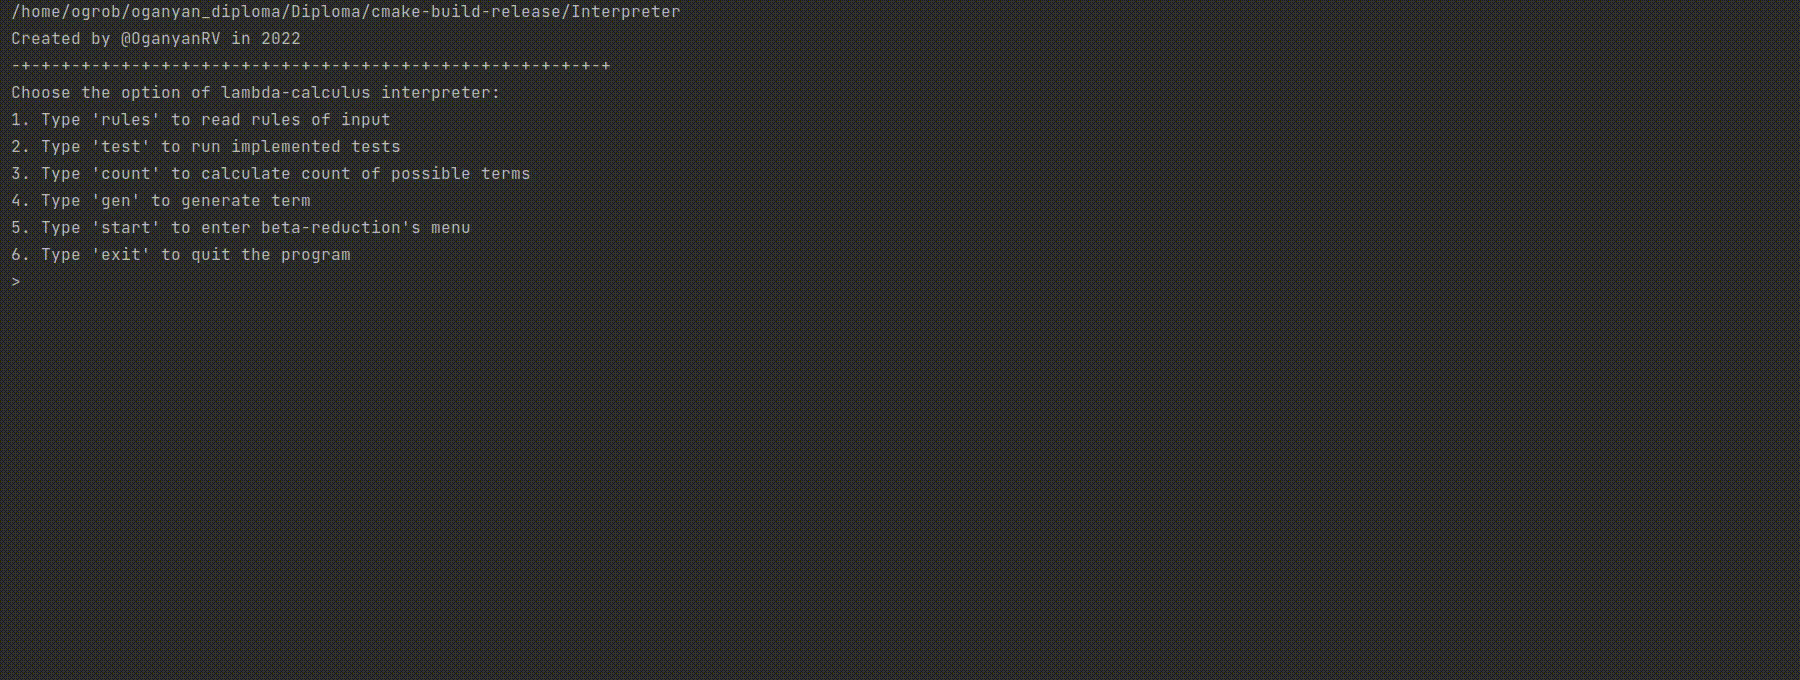 /home/ogrob/oganyan_diploma/Diploma/cmake-build-release/Interpreter
Created by @OganyanRV in 2022
-+-+-+-+-+-+-+-+-+-+-+-+-+-+-+-+-+-+-+-+-+-+-+-+-+-+-+-+-+-+
Choose the option of lambda-calculus interpreter:
1. Type 'rules' to read rules of input
2. Type 'test' to run implemented tests
3. Type 'count' to calculate count of possible terms
4. Type 'gen' to generate term
5. Type 'start' to enter beta-reduction's menu
6. Type 'exit' to quit the program
>